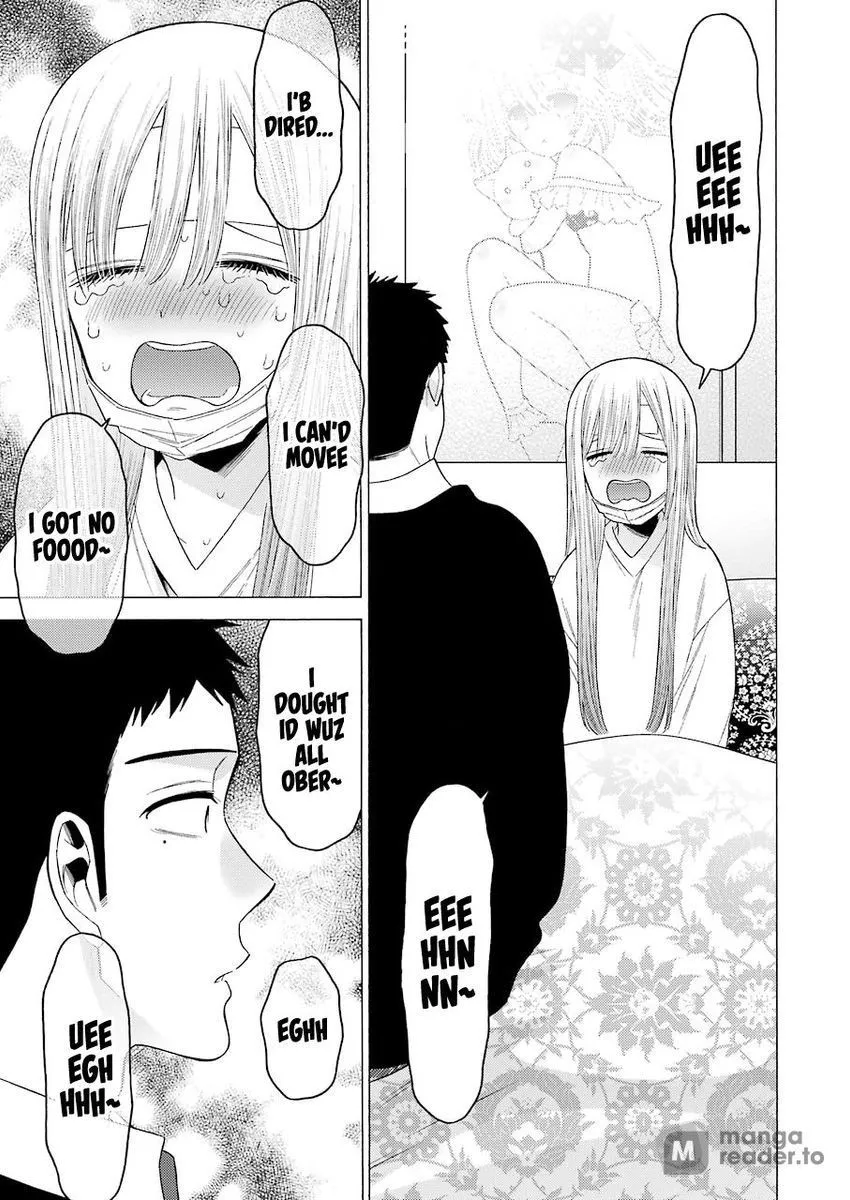 UEE
EEE
HHH~
EEE
HHN
NN~
I'B
DIRED...
I CAN'D
MOVEE
I GOT NO
FOOOD~
I
DOUGHT
ID WUZ
ALL
OBER~
EGHH
UEE
EGH
HHH~
M manga
reader.to